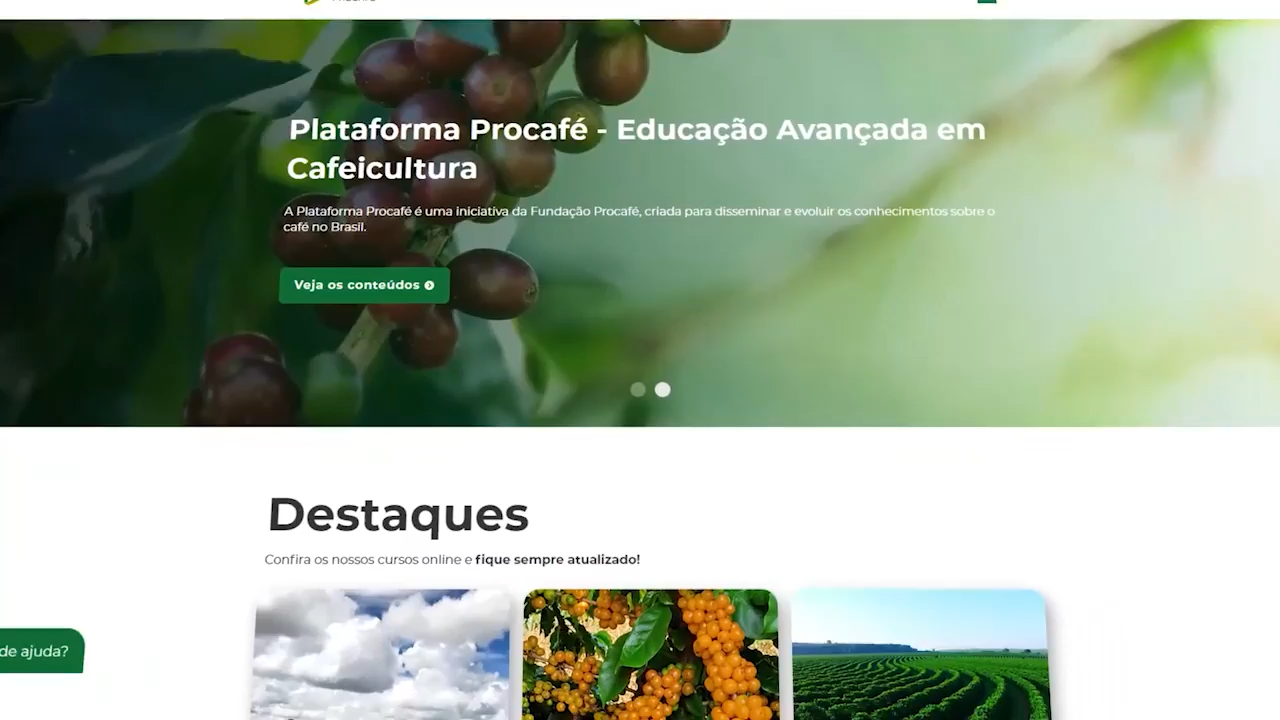 Plataforma Procafé - Educação Avançada em
Cafeicultura
A Plataforma Procafé é uma iniciativa da Fundação Procafé, criada para disseminar e evoluir os conhecimentos sobre o
café no Brasil.
Veja os conteúdos
Destaques
Confira os nossos cursos online e fique sempre atualizado!
de ajuda?